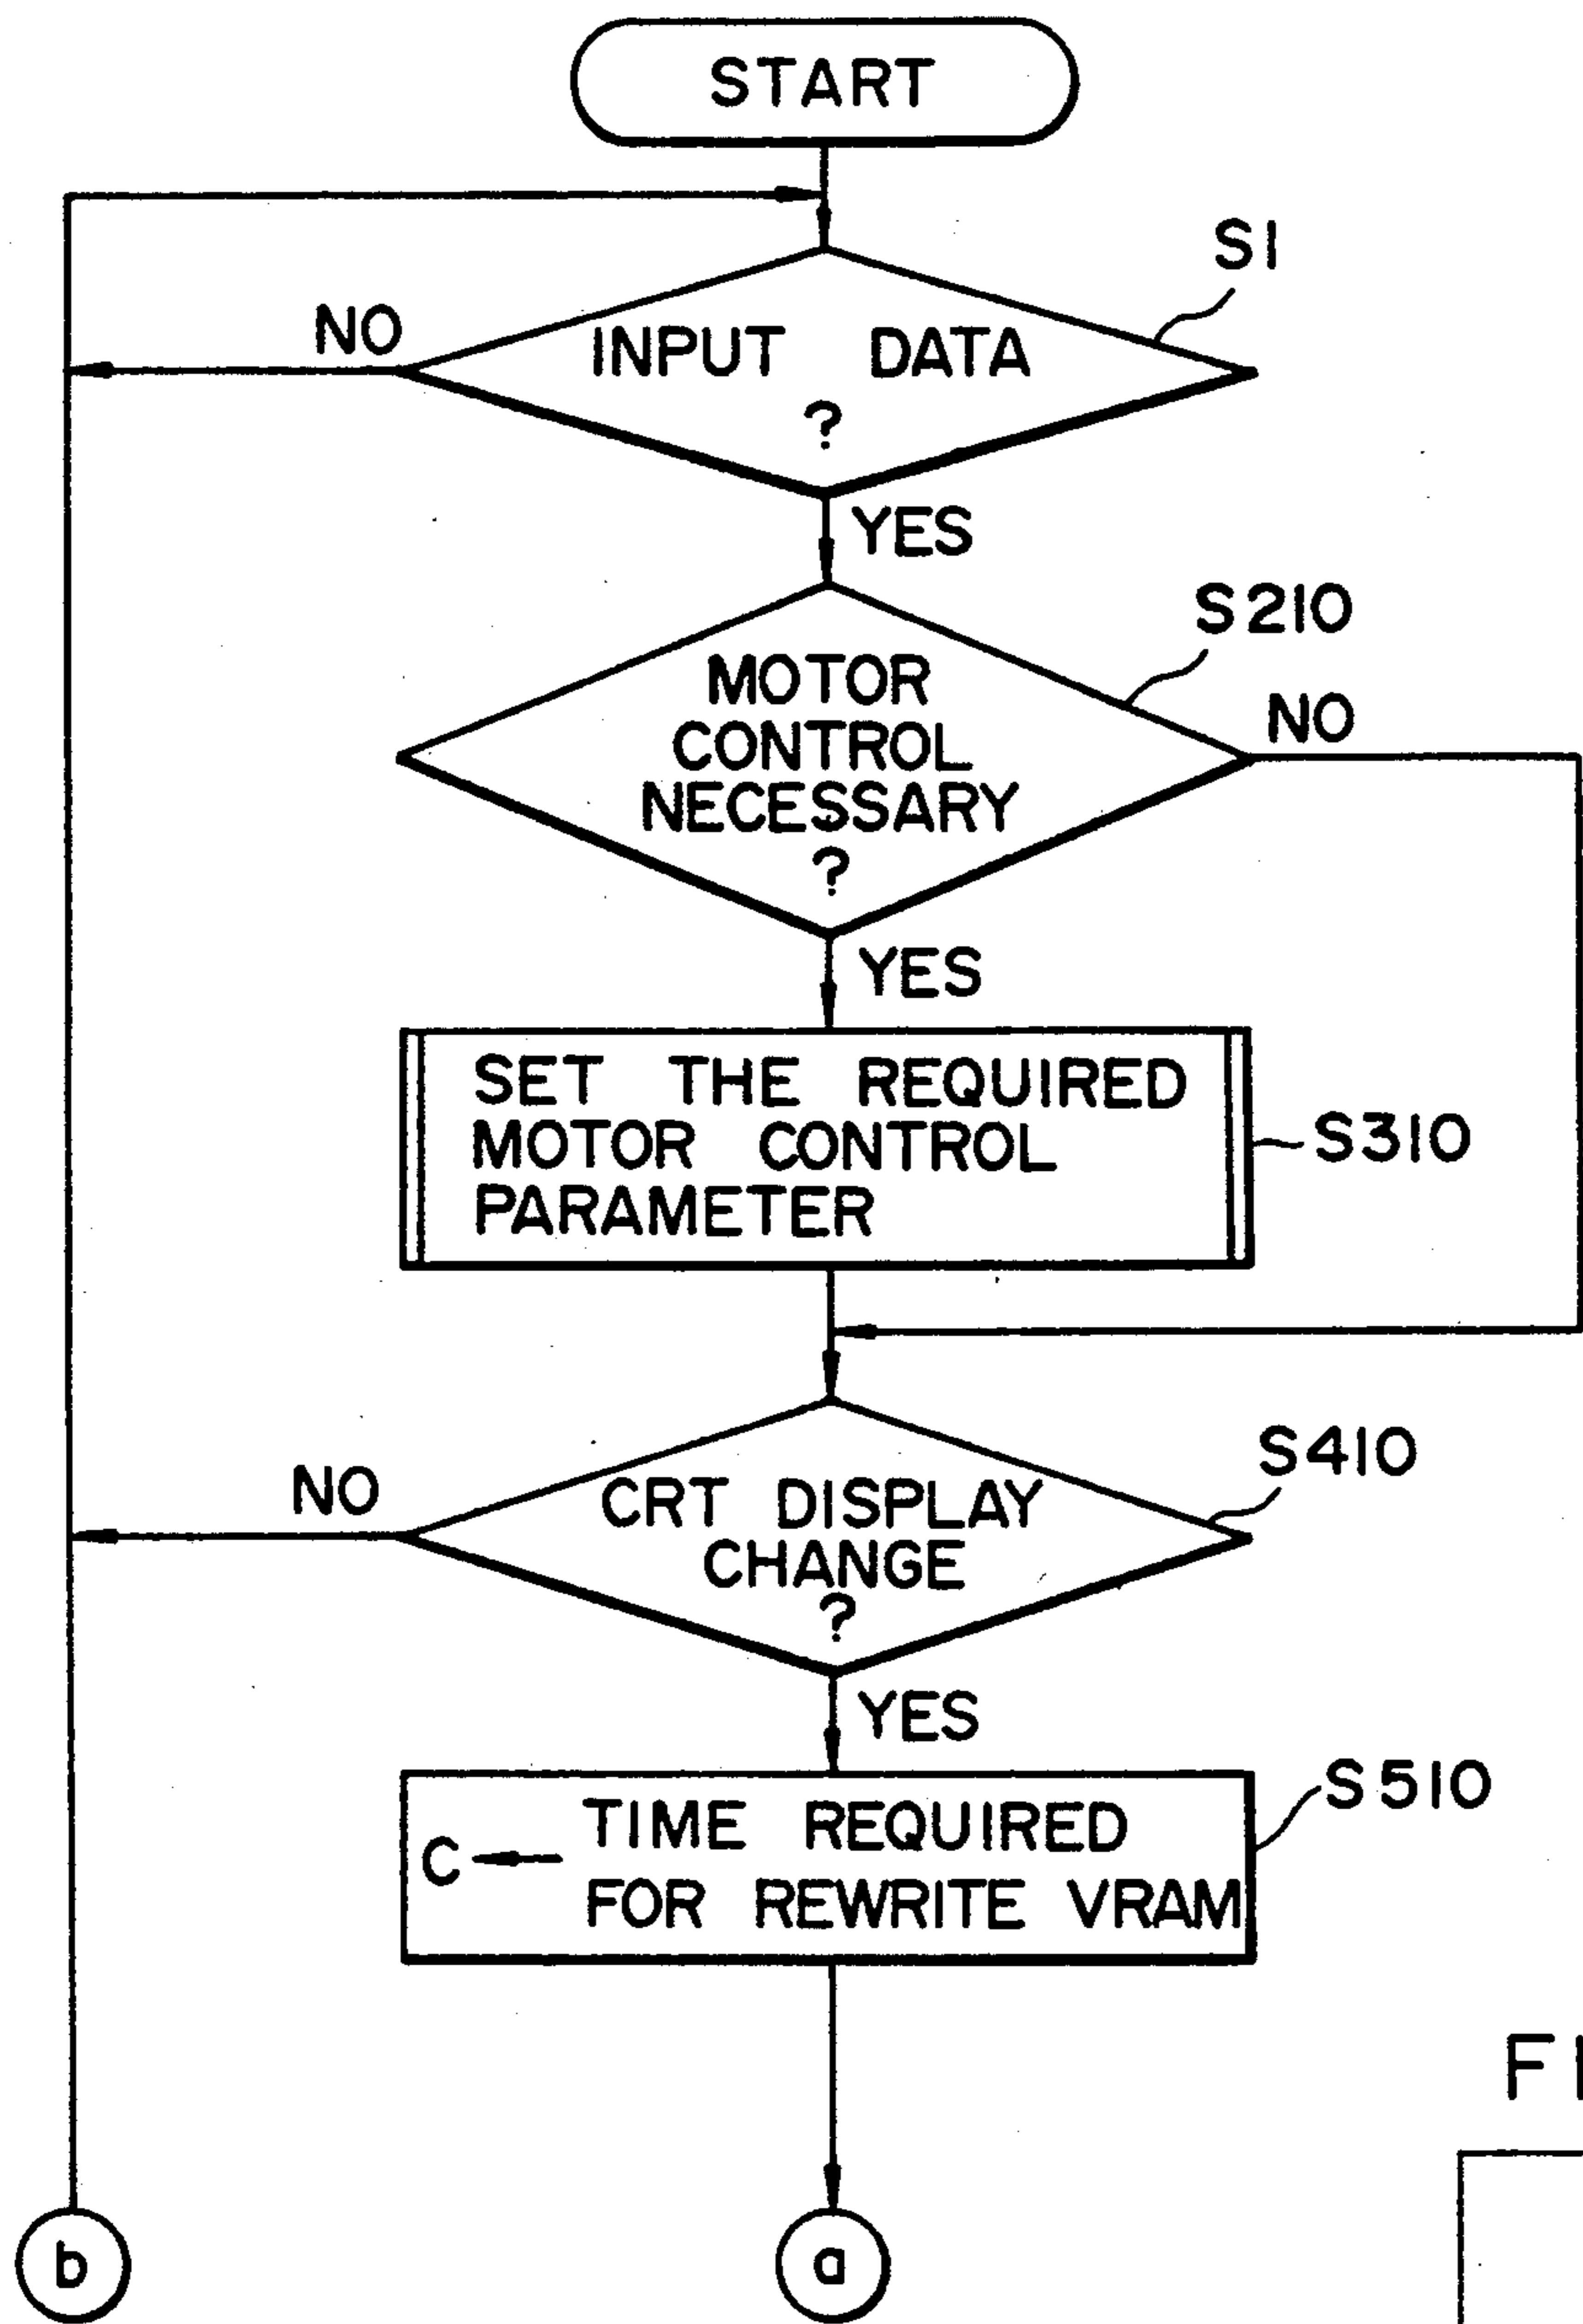 START
S1
NO
INPUT DATA
?
YES
S210
MOTOR
CONTROL
NECESSARY
?
NO
YES
SET THE REQUIRED
MOTOR CONTROL
PARAMETER
S310
S410
NO
CRT DISPLAY
CHANGE
?
YES
S510
C ← TIME REQUIRED
FOR REWRITE VRAM
b
a